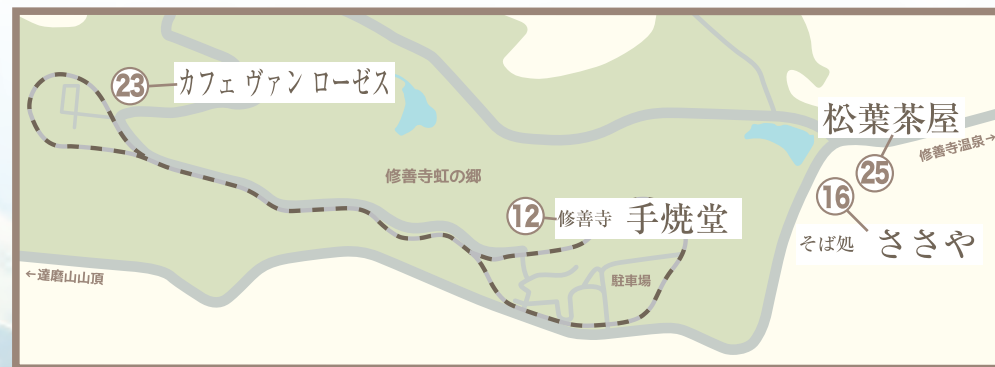 23 カフェ ヴァン ローゼス
松葉茶屋
修善寺温泉→
25
修善寺虹の郷
16
12 修善寺 手焼堂
そば処 ささや
←達磨山山頂
駐車場